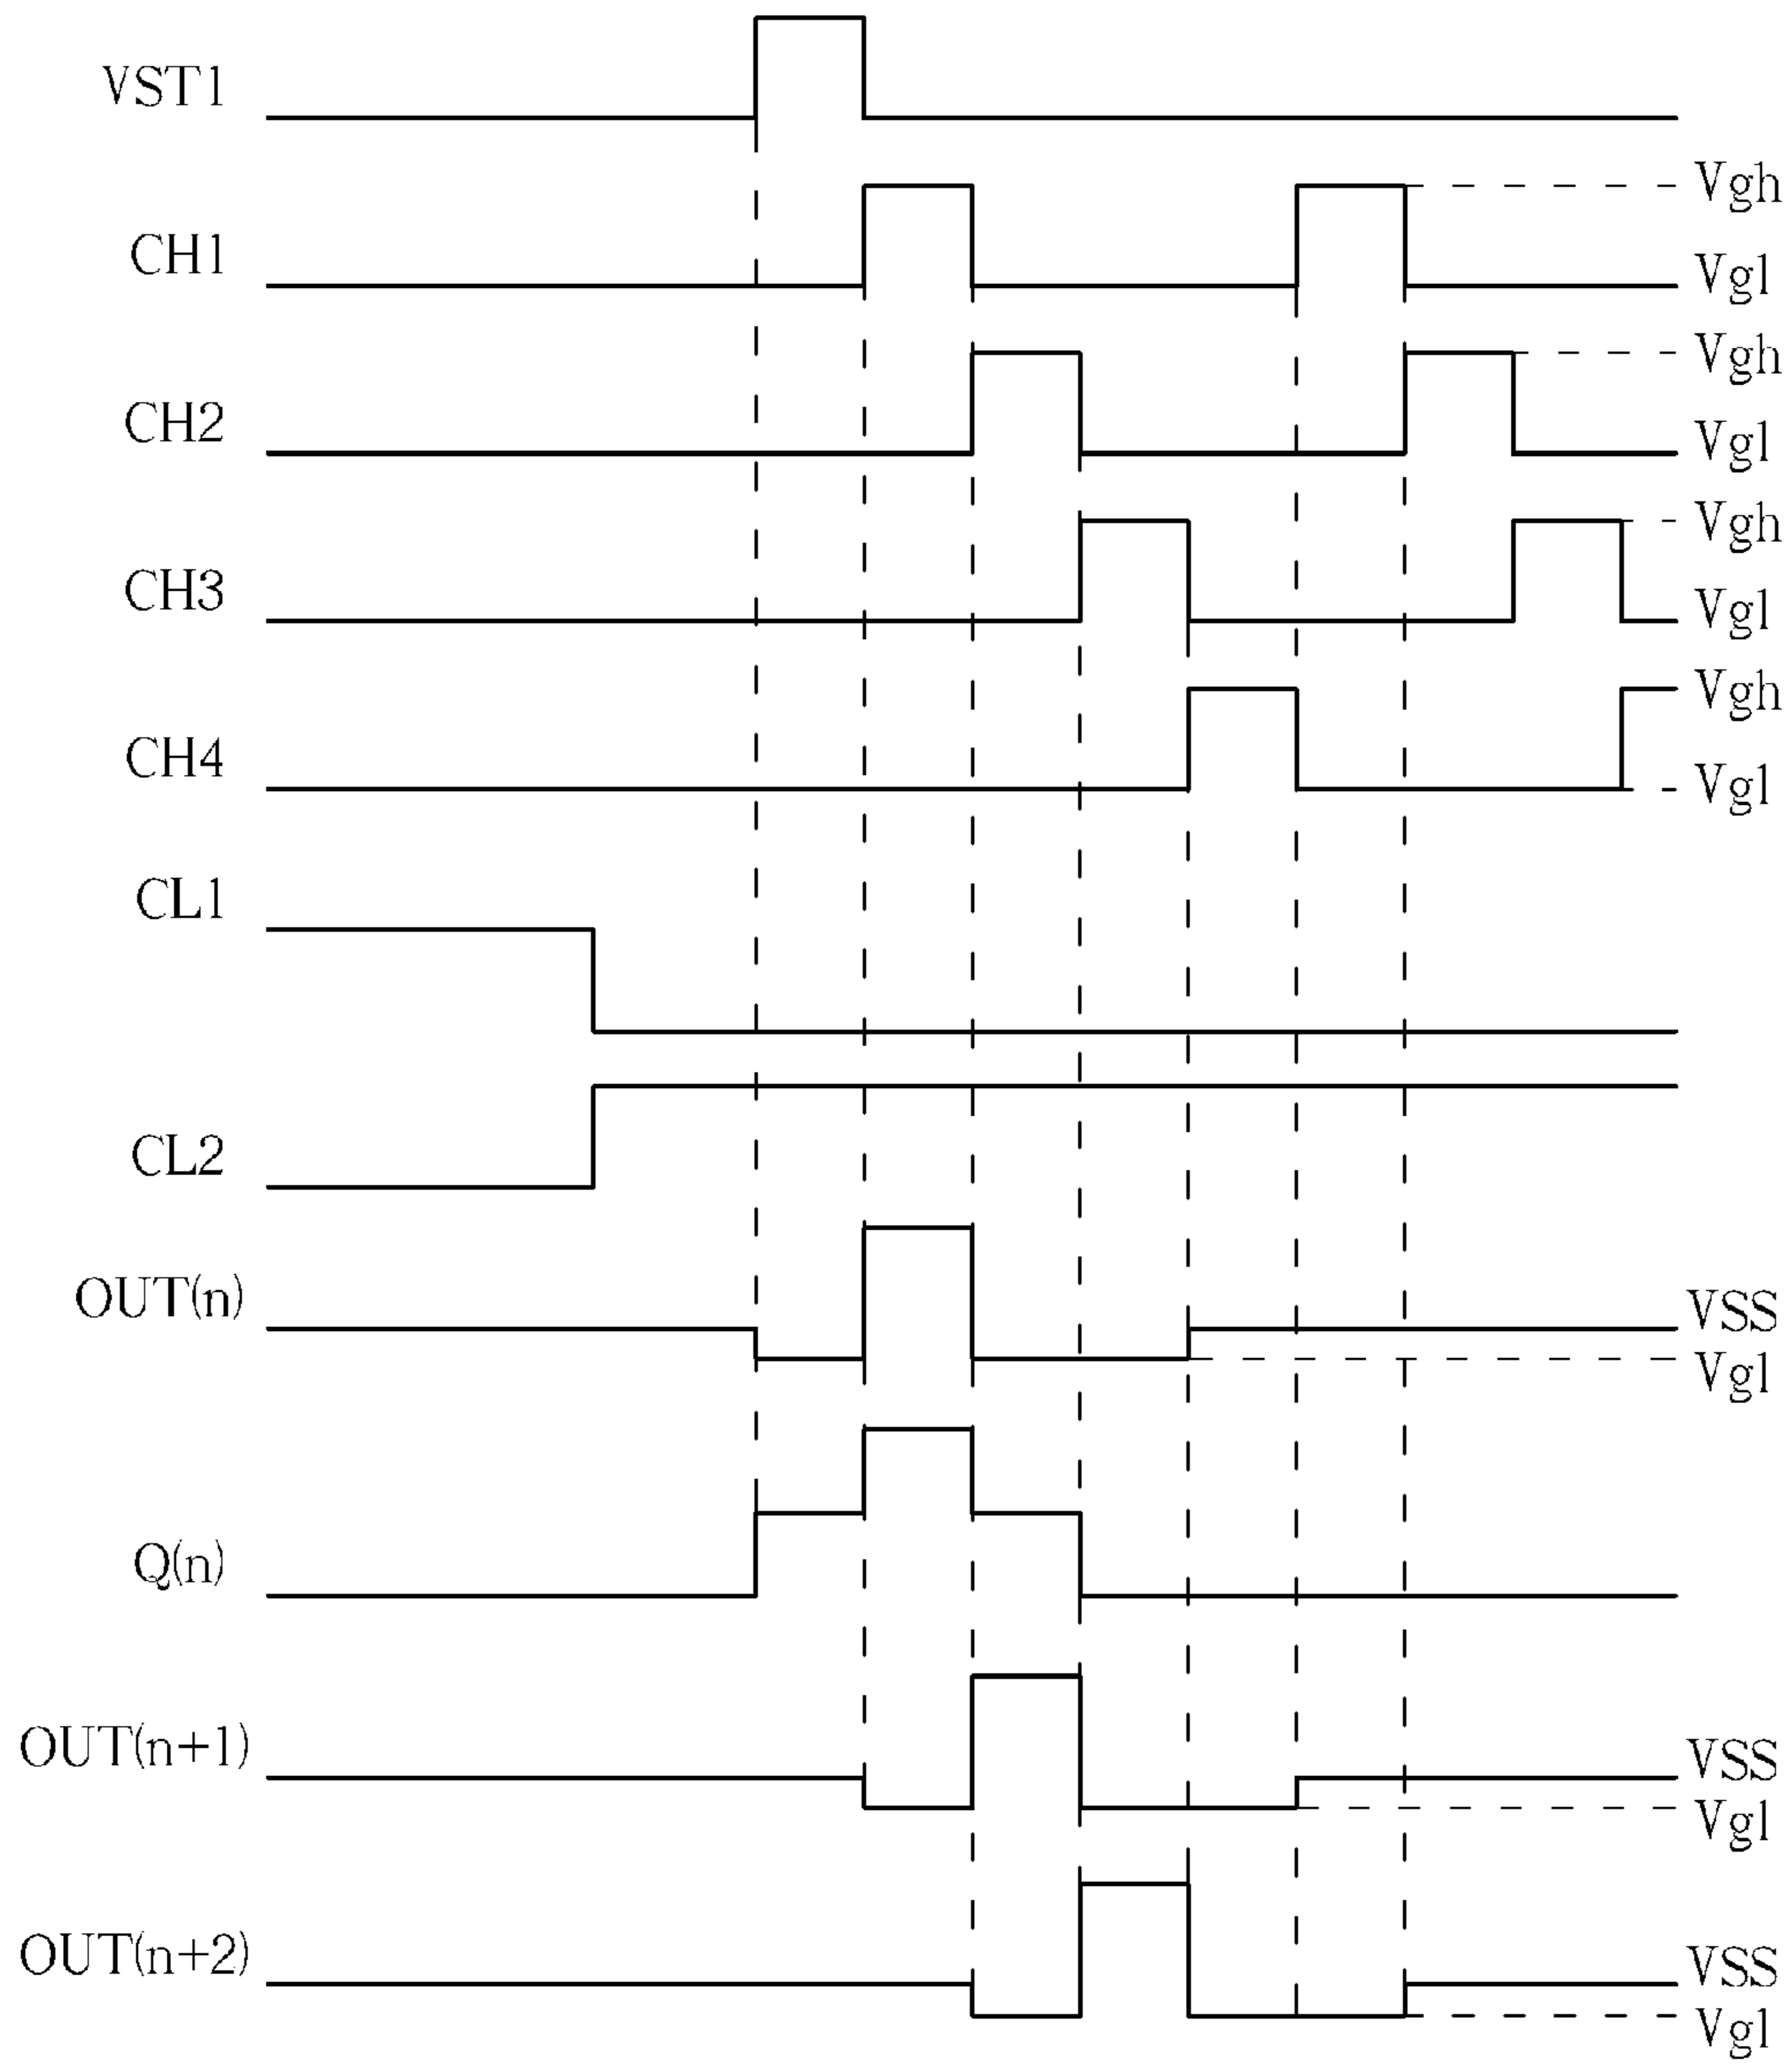 VST1
Vgh
CH1
Vgl
Vgh
CH2
Vgl
Vgh
CH3
Vgl
Vgh
CH4
Vgl
CL1
CL2
OUT(n)
VSS
Vgl
Q(n)
OUT(n+1)
VSS
Vgl
OUT(n+2)
VSS
Vgl